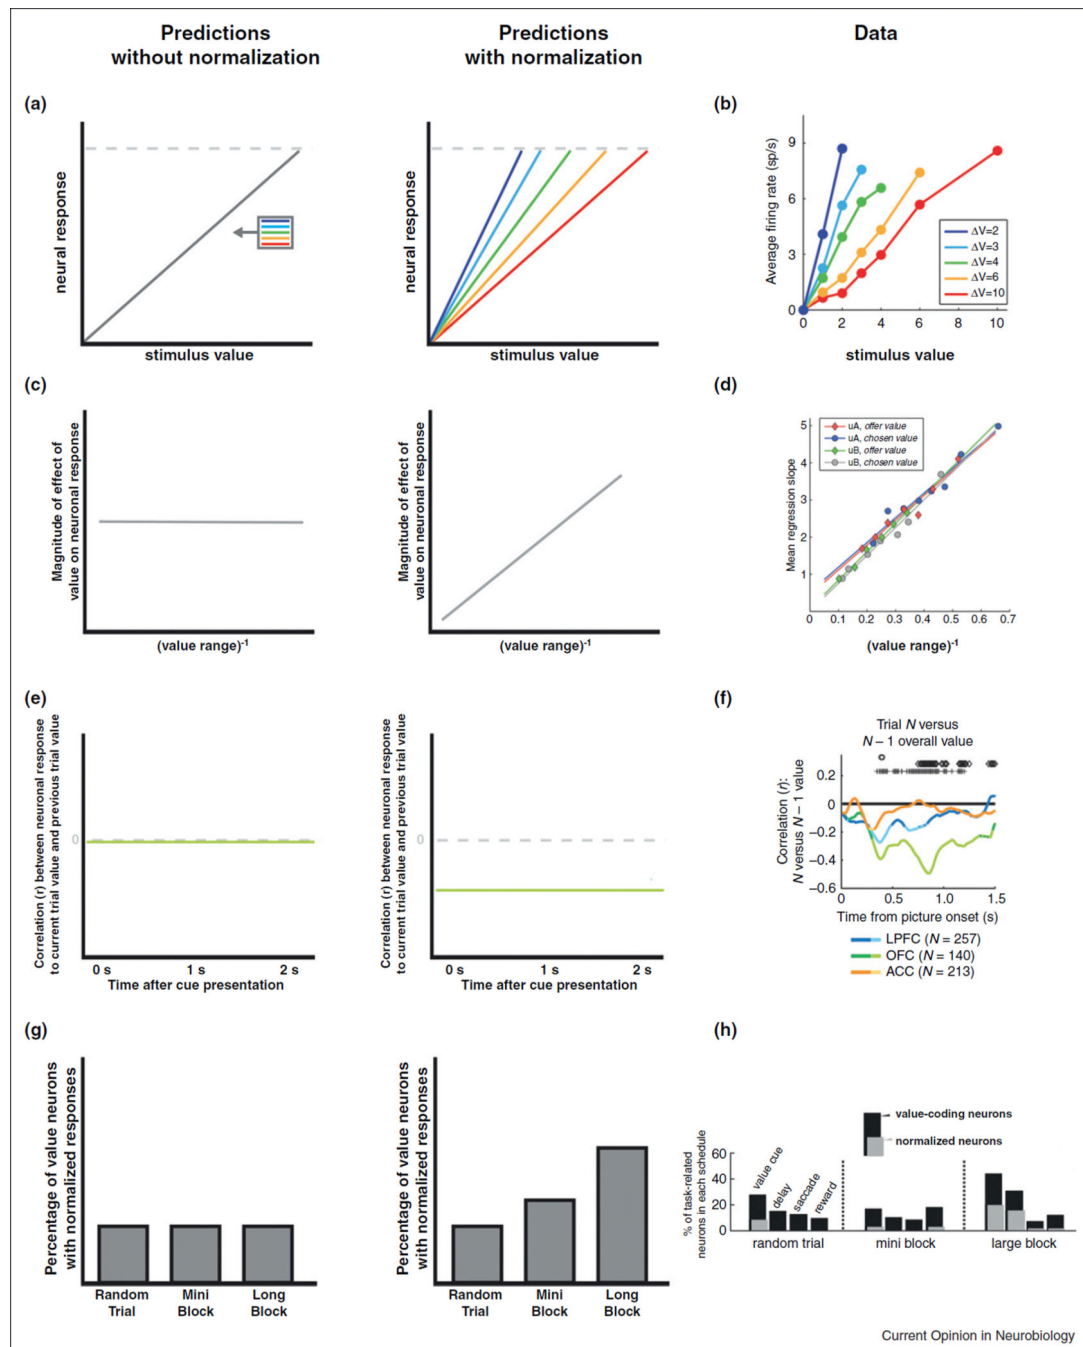 Predictions
without normalization
Predictions
with normalization
Data
(a)
neural response
stimulus value
neural response
stimulus value
(b)
Average firing rate (sp/s)
9
6
3
0
0 2 4 6 8 10
ΔV=2
ΔV=3
ΔV=4
ΔV=6
ΔV=10
stimulus value
(c)
Magnitude of effect of
value on neuronal response
(value range)-1
Magnitude of effect of
value on neuronal response
(value range)-1
(d)
Mean regression slope
5
4
3
2
1
uA, offer value
uA, chosen value
uB, offer value
uB, chosen value
0 0.1 0.2 0.3 0.4 0.5 0.6 0.7
(value range)-1
(e)
Correlation (r) between neuronal response
to current trial value and previous trial value
0
0 s 1 s 2 s
Time after cue presentation
Correlation (r) between neuronal response
to current trial value and previous trial value
0
0 s 1 s 2 s
Time after cue presentation
(f)
Trial N versus
N – 1 overall value
Correlation (r):
N versus N – 1 value
0.2
0
–0.2
–0.4
–0.6
0 0.5 1.0 1.5
Time from picture onset (s)
LPFC (N = 257)
OFC (N = 140)
ACC (N = 213)
(g)
Percentage of value neurons
with normalized responses
Random
Trial
Mini
Block
Long
Block
Percentage of value neurons
with normalized responses
Random
Trial
Mini
Block
Long
Block
(h)
value-coding neurons
normalized neurons
% of task-related
neurons in each schedule
60
40
20
0
value cue
delay
saccade
reward
random trial
mini block
large block
Current Opinion in Neurobiology